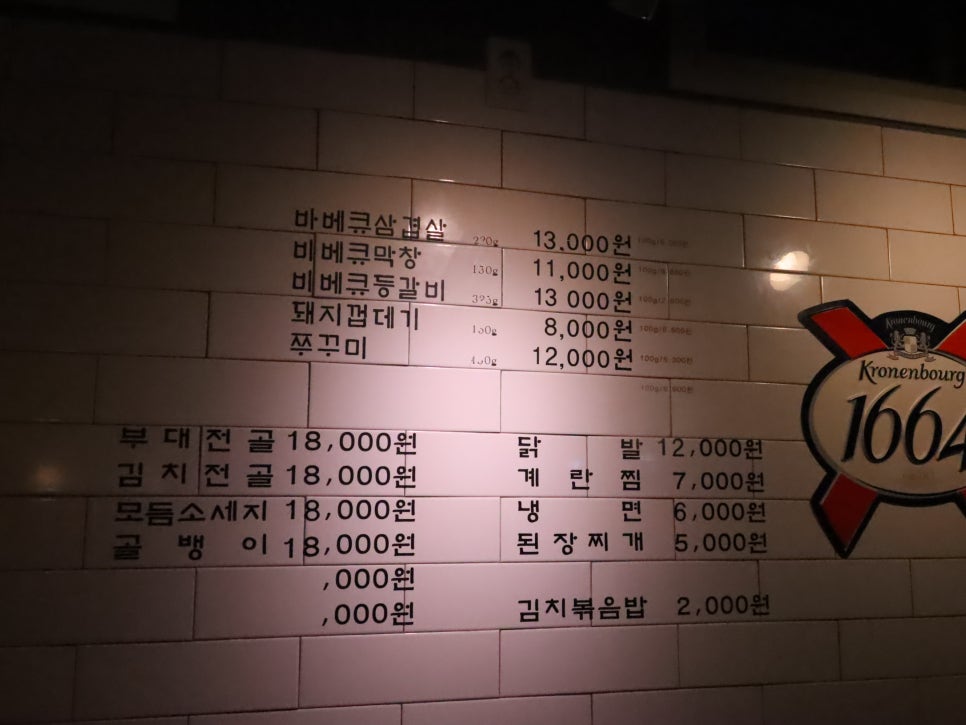 바베큐삼겹살 220g 13,000원
비베큐막창 130g 11,000원
비베큐등갈비 13 000원
돼지껍데기 8,000원
쭈꾸미 12,000원
부대전골 18,000원 닭발 12,000원
김치전골 18,000원 계란찜 7,000원
모듬소세지 18,000원 냉면 6,000원
골뱅이 18,000원 된장찌개 5,000원
,000원
,000원 김치볶음밥 2,000원
Kronenbourg
Kronenbourg
1664